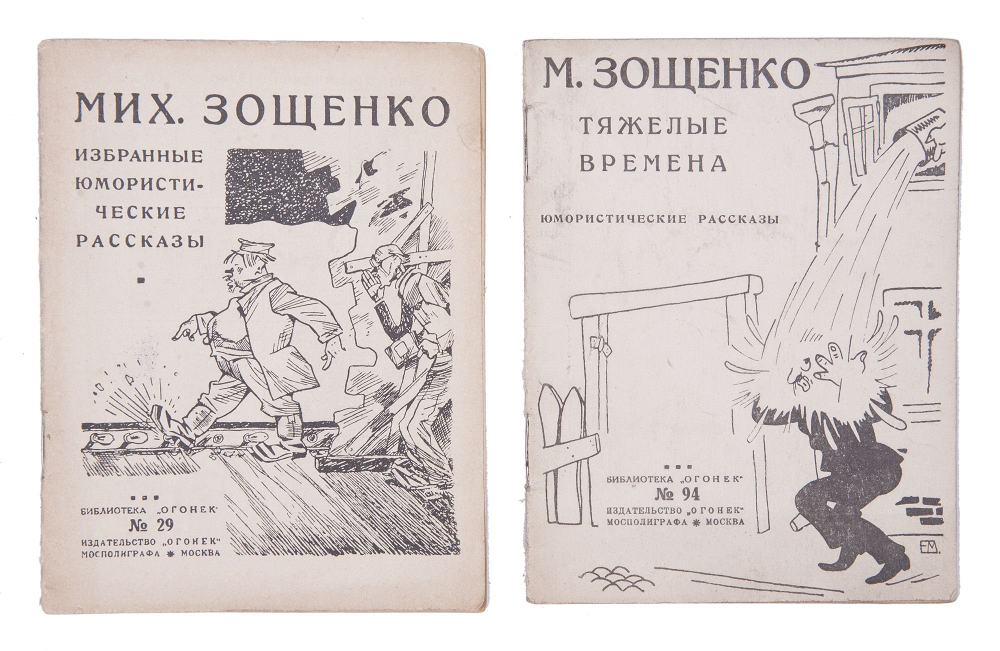 МИХ. ЗОЩЕНКО
ИЗБРАННЫЕ
ЮМОРИСТИ-
ЧЕСКИЕ
РАССКАЗЫ
БИБЛИОТЕКА „ОГОНЕК"
№ 29
ИЗДАТЕЛЬСТВО „ОГОНЕК"
МОСПОЛИГРАФА ✷ МОСКВА
М. ЗОЩЕНКО
ТЯЖЕЛЫЕ
ВРЕМЕНА
ЮМОРИСТИЧЕСКИЕ РАССКАЗЫ
БИБЛИОТЕКА „ОГОНЕК"
№ 94
ИЗДАТЕЛЬСТВО „ОГОНЕК"
МОСПОЛИГРАФА ✷ МОСКВА
ЕМ.